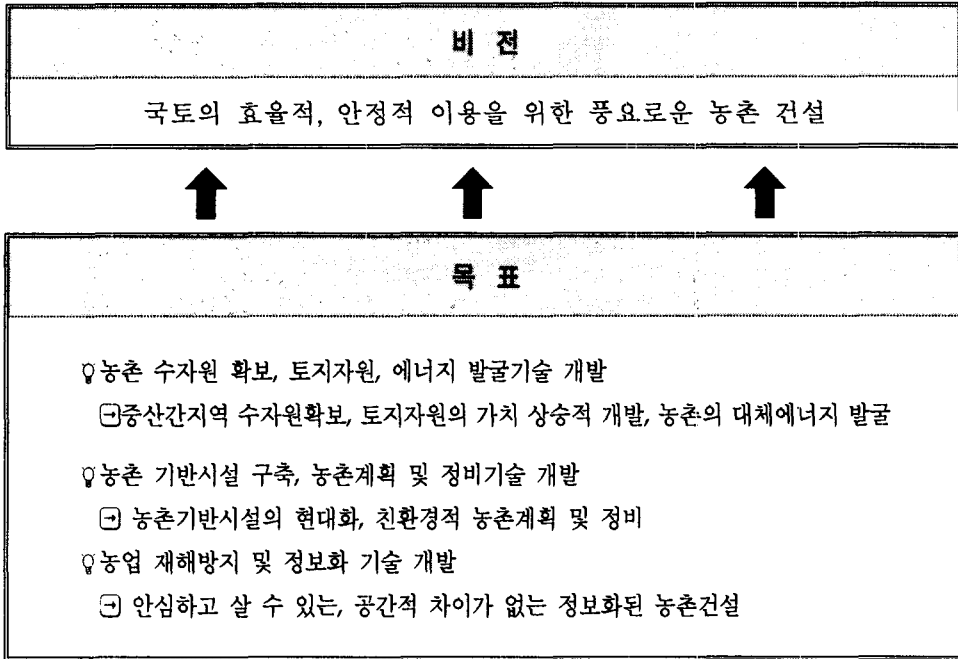 비 전
국토의 효율적, 안정적 이용을 위한 풍요로운 농촌 건설
목 표
농촌 수자원 확보, 토지자원, 에너지 발굴기술 개발
중산간지역 수자원확보, 토지자원의 가치 상승적 개발, 농촌의 대체에너지 발굴
농촌 기반시설 구축, 농촌계획 및 정비기술 개발
농촌기반시설의 현대화, 친환경적 농촌계획 및 정비
농업 재해방지 및 정보화 기술 개발
안심하고 살 수 있는, 공간적 차이가 없는 정보화된 농촌건설